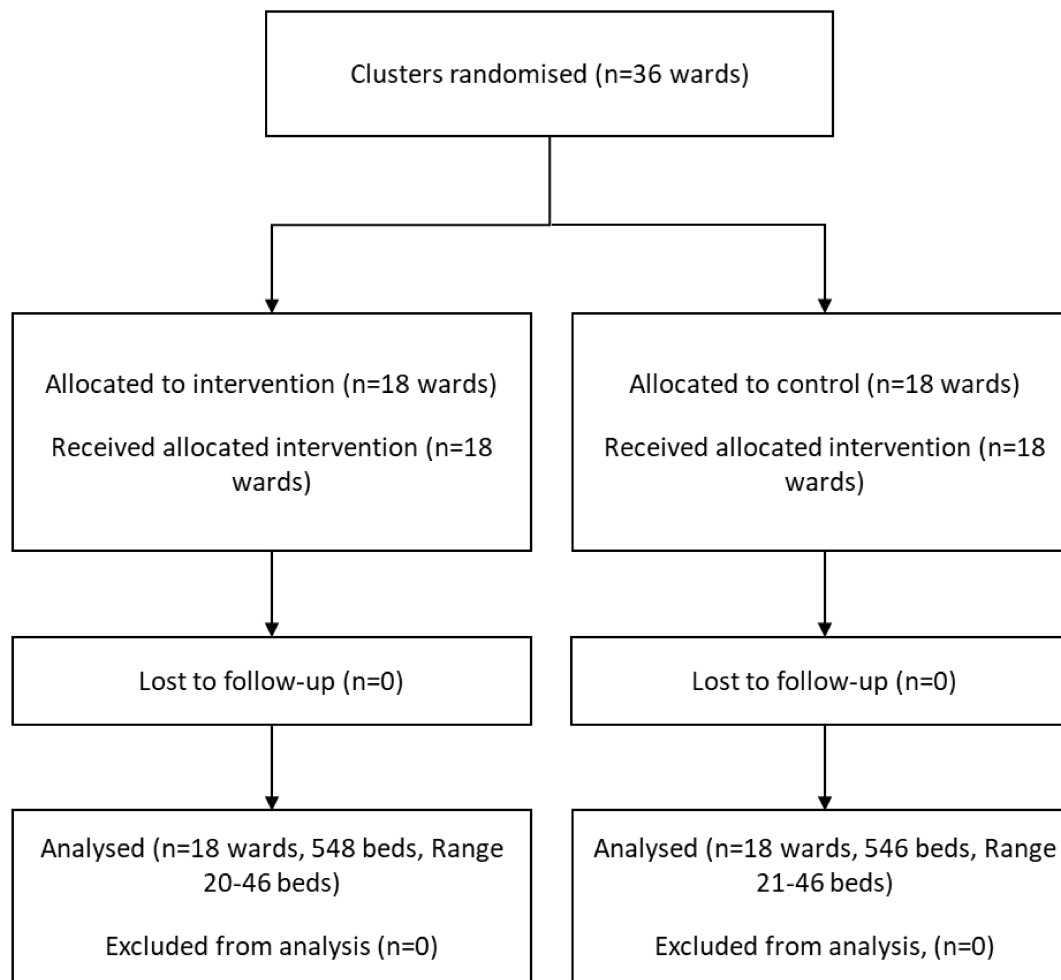 Clusters randomised (n=36 wards)
Allocated to intervention (n=18 wards)
Received allocated intervention (n=18
wards)
Allocated to control (n=18 wards)
Received allocated intervention (n=18
wards)
Lost to follow-up (n=0)
Lost to follow-up (n=0)
Analysed (n=18 wards, 548 beds, Range
20-46 beds)
Excluded from analysis (n=0)
Analysed (n=18 wards, 546 beds, Range
21-46 beds)
Excluded from analysis, (n=0)